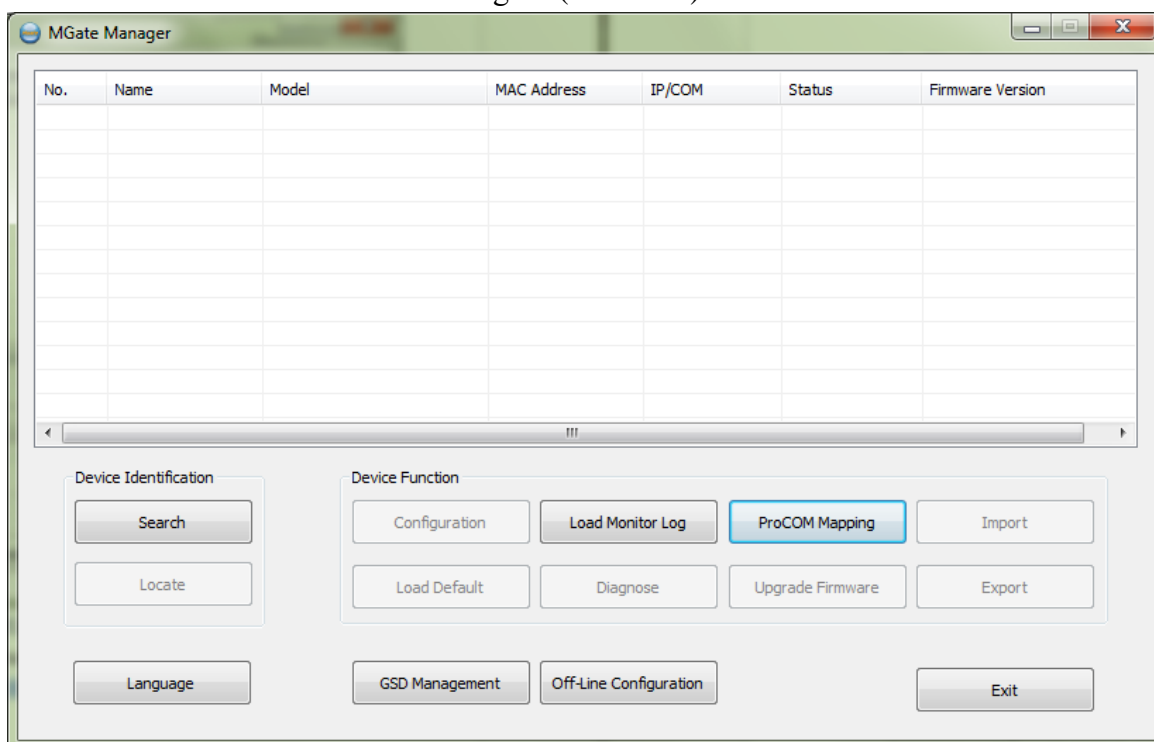 MGate Manager
No. Name Model MAC Address IP/COM Status Firmware Version
Device Identification Device Function
Search Configuration Load Monitor Log ProCOM Mapping Import
Locate Load Default Diagnose Upgrade Firmware Export
Language GSD Management Off-Line Configuration Exit